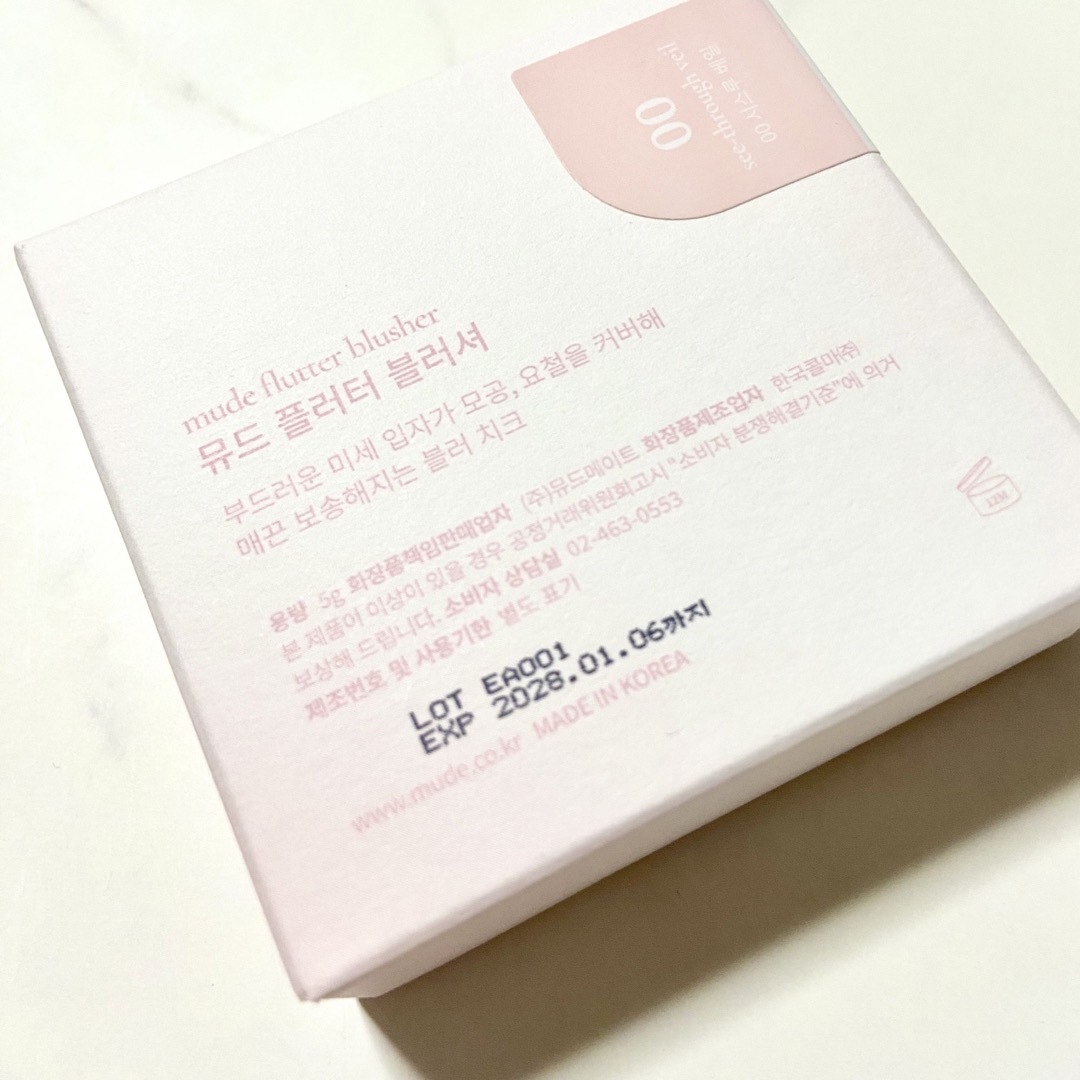 00
see-through veil
00 시스루 베일
mude flutter blusher
뮤드 플러터 블러셔
부드러운 미세 입자가 모공, 요철을 커버해
매끈 보송해지는 블러 치크
용량 5g 화장품책임판매업자 (주)뮤드메이트 화장품제조업자 한국콜마(주)
본 제품이 이상이 있을 경우 공정거래위원회고시 "소비자 분쟁해결기준"에 의거
보상해 드립니다. 소비자 상담실 02-463-0553
제조번호 및 사용기한 별도 표기
LOT EA001
EXP 2028.01.06까지
www.mude.co.kr MADE IN KOREA
12M